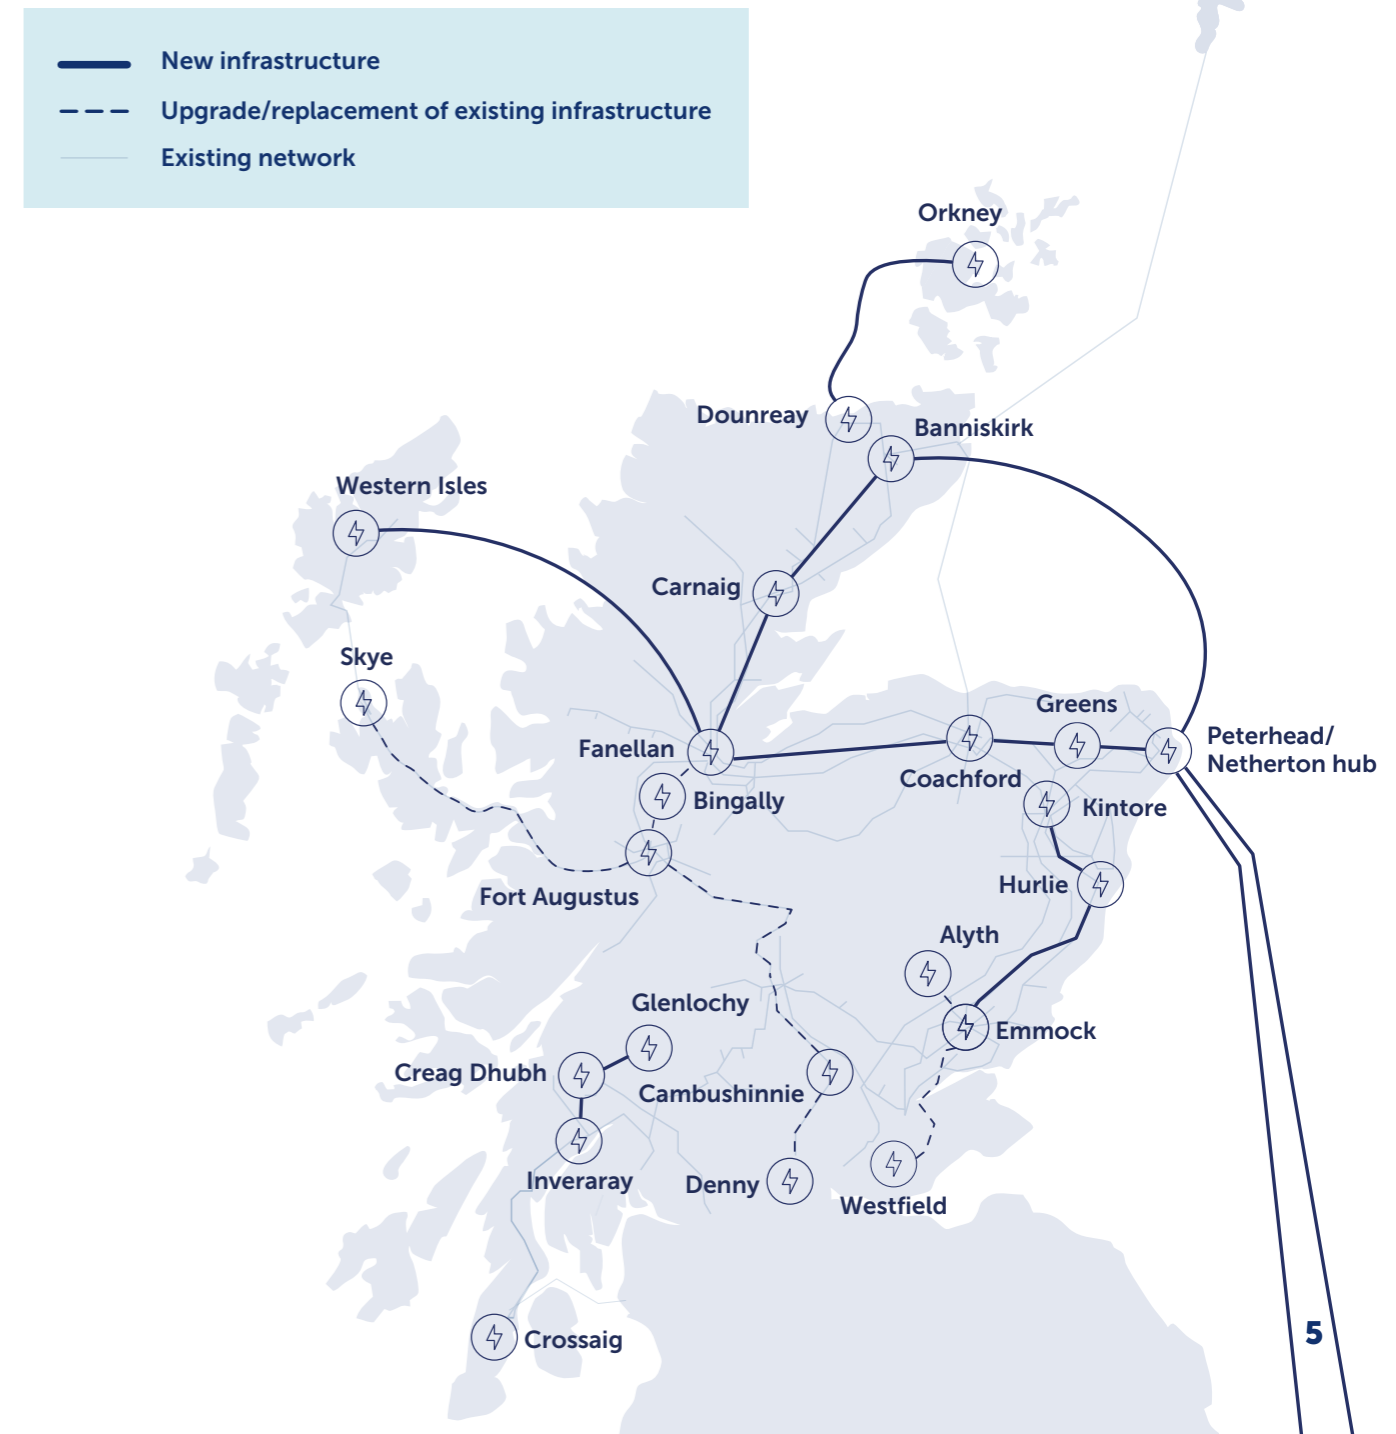 New infrastructure
Upgrade/replacement of existing infrastructure
Existing network
Orkney
Dounreay
Banniskirk
Western Isles
Carnaig
Skye
Greens
Fanellan
Peterhead/
Netherton hub
Coachford
Bingally
Kintore
Hurlie
Fort Augustus
Alyth
Glenlochy
Emmock
Creag Dhubh
Cambushinnie
Inveraray
Denny
Westfield
5
Crossaig